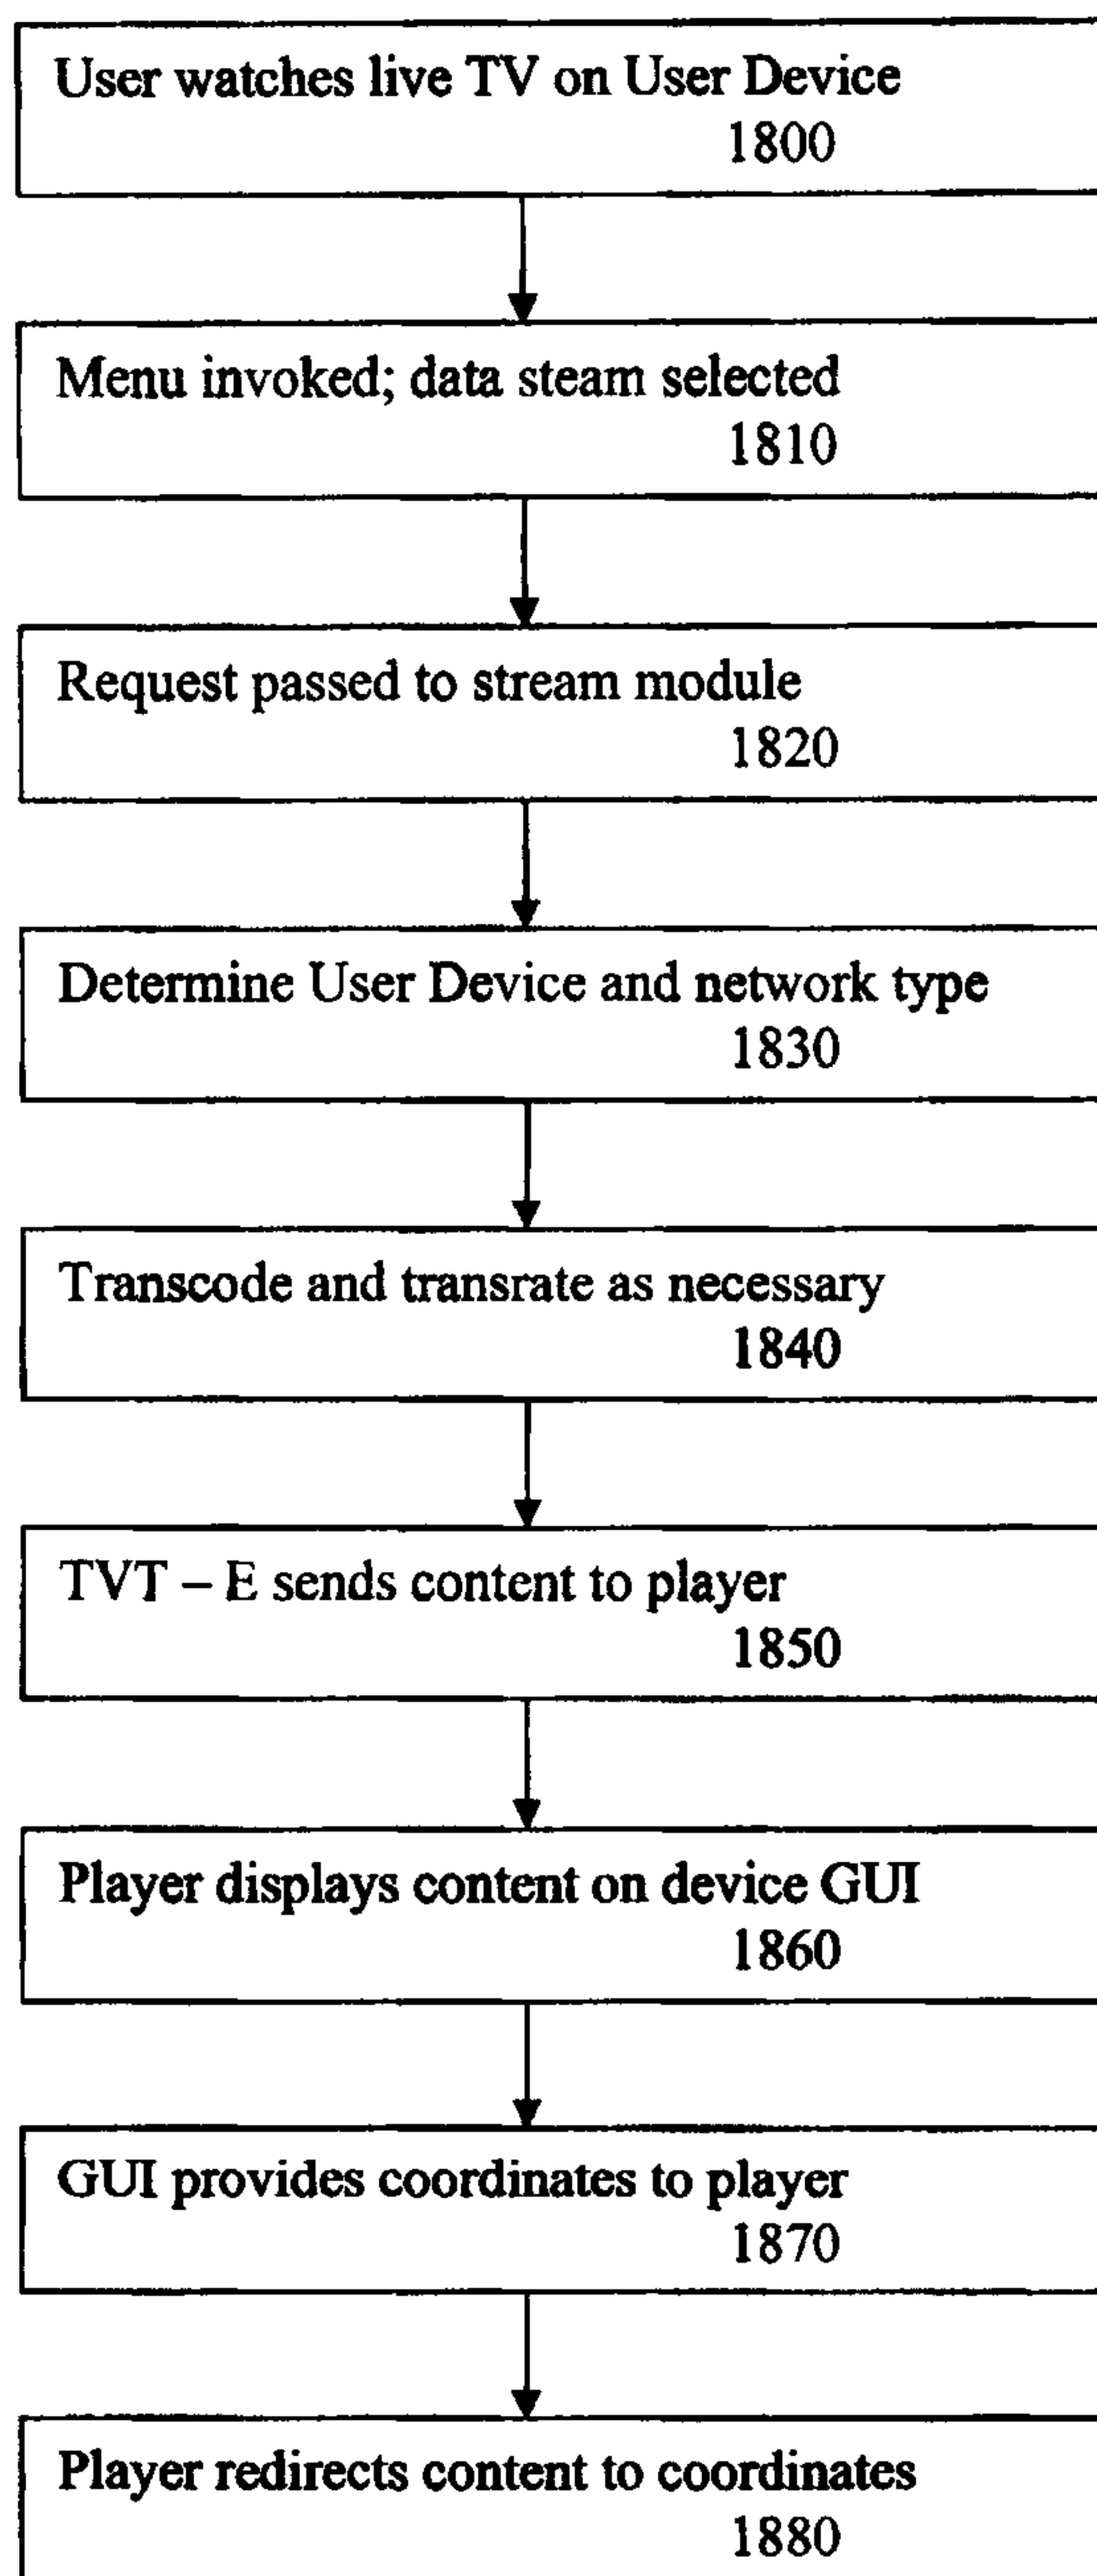 User watches live TV on User Device
1800
Menu invoked; data steam selected
1810
Request passed to stream module
1820
Determine User Device and network type
1830
Transcode and transrate as necessary
1840
TVT – E sends content to player
1850
Player displays content on device GUI
1860
GUI provides coordinates to player
1870
Player redirects content to coordinates
1880